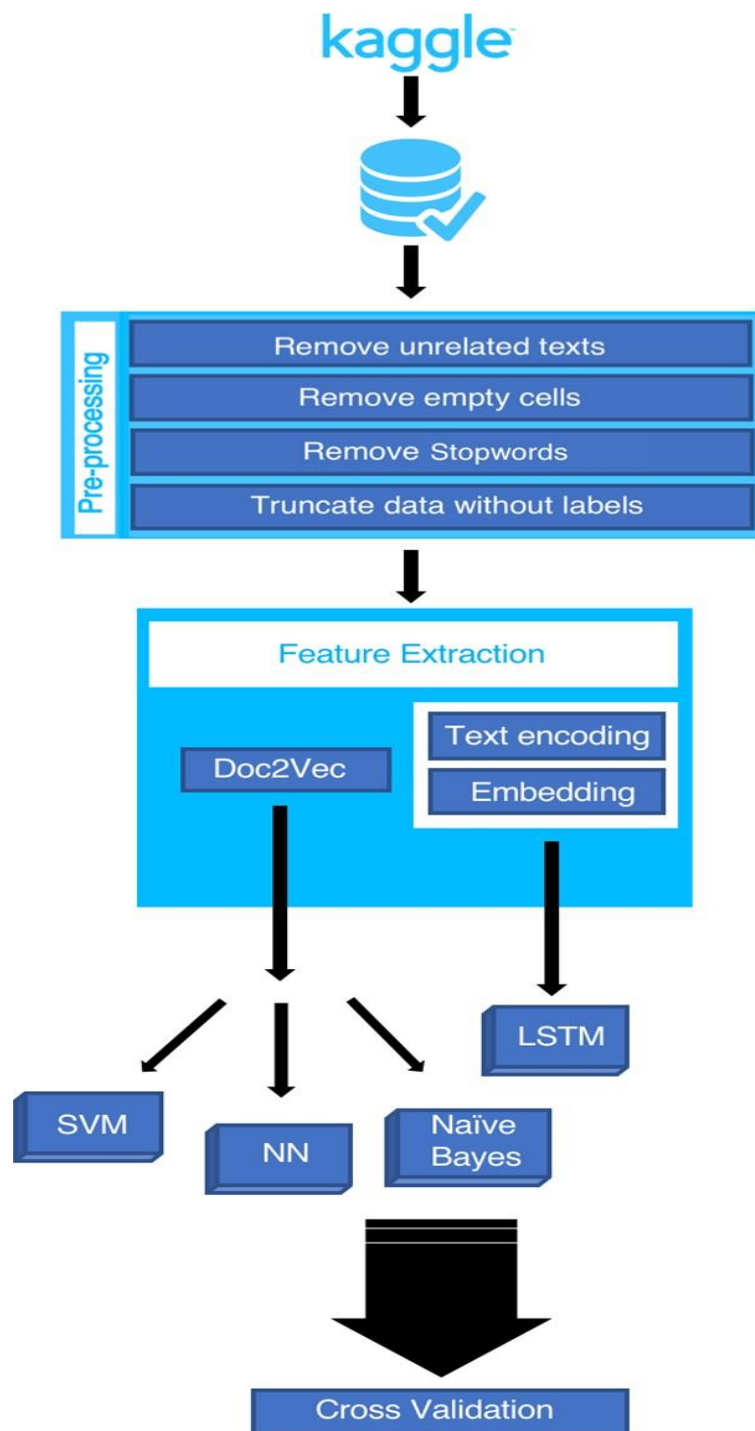 kaggle
Pre-processing
Remove unrelated texts
Remove empty cells
Remove Stopwords
Truncate data without labels
Feature Extraction
Doc2Vec
Text encoding
Embedding
LSTM
SVM
NN
Naïve
Bayes
Cross Validation